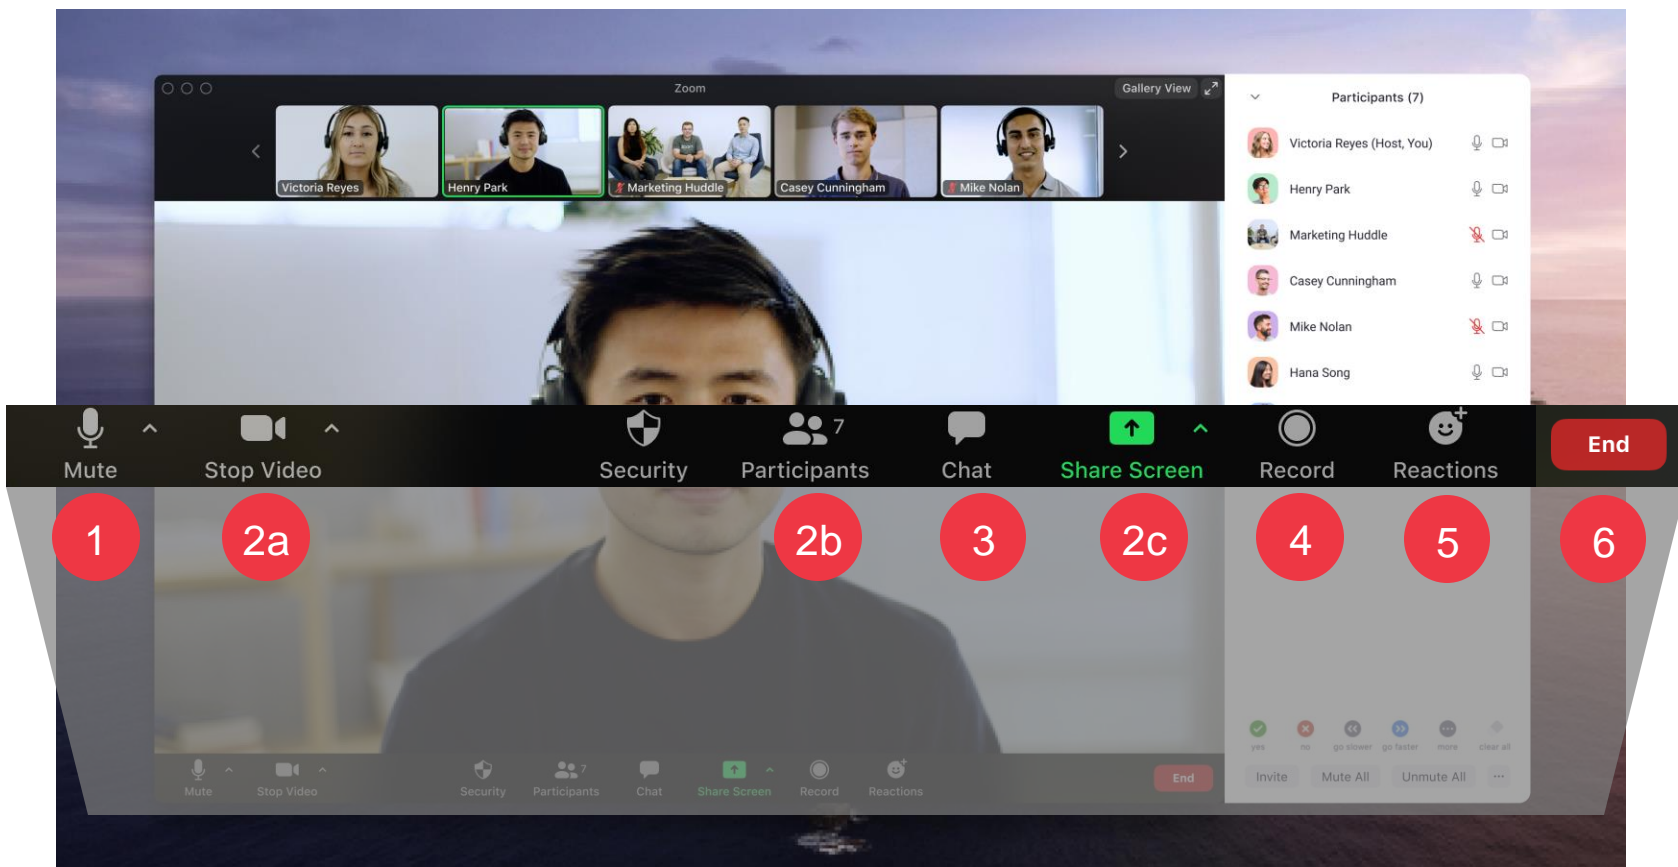 Zoom
Gallery View
Participants (7)
Victoria Reyes
Henry Park
Marketing Huddle
Casey Cunningham
Mike Nolan
Victoria Reyes (Host, You)
Henry Park
Marketing Huddle
Casey Cunningham
Mike Nolan
Hana Song
7
Mute
Stop Video
Security
Participants
Chat
Share Screen
Record
Reactions
End
1
2a
2b
3
2c
4
5
6
yes
no
go slower
go faster
more
clear all
7
Mute
Stop Video
Security
Participants
Chat
Share Screen
Record
Reactions
End
Invite
Mute All
Unmute All
...